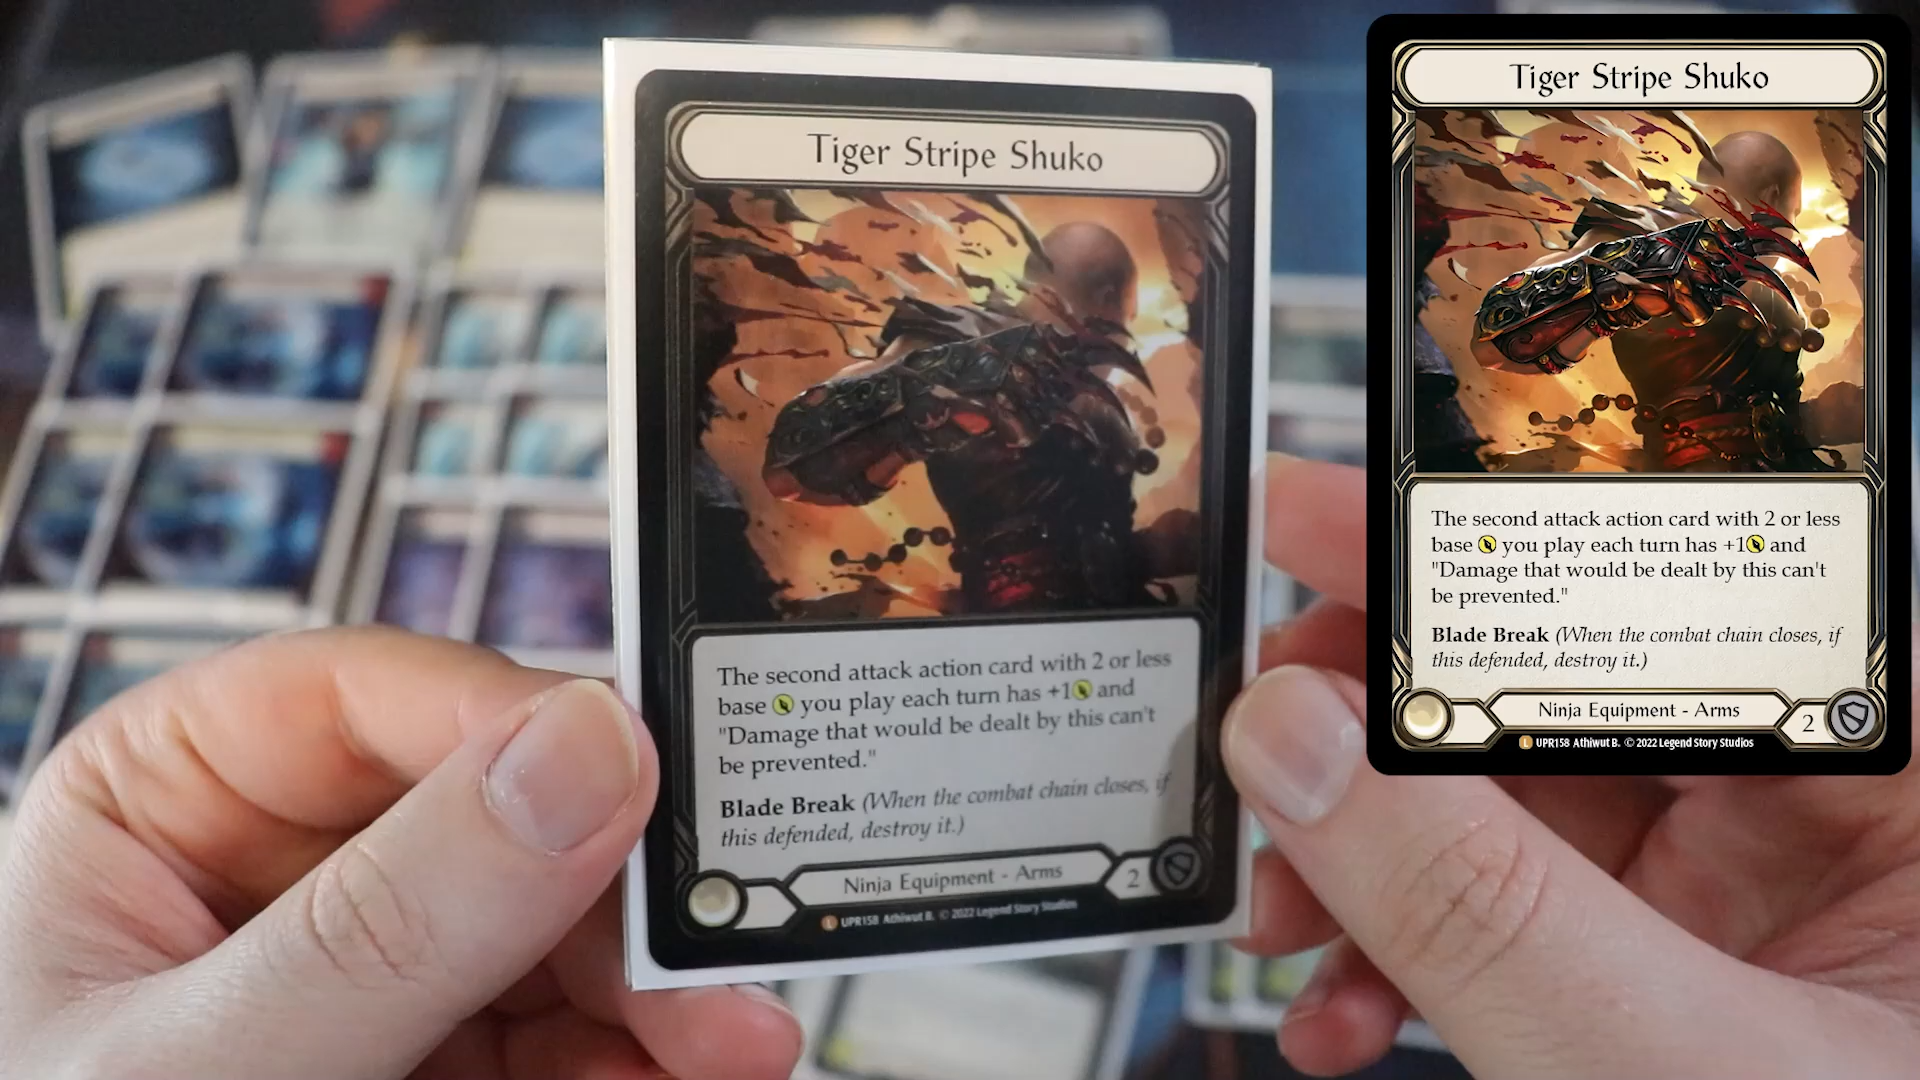 Tiger Stripe Shuko
The second attack action card with 2 or less
base you play each turn has +1 and
"Damage that would be dealt by this can't
be prevented."
Blade Break (When the combat chain closes, if
this defended, destroy it.)
Ninja Equipment - Arms
2
L UPR158 Athiwut B. © 2022 Legend Story Studios
Tiger Stripe Shuko
The second attack action card with 2 or less
base you play each turn has +1 and
"Damage that would be dealt by this can't
be prevented."
Blade Break (When the combat chain closes, if
this defended, destroy it.)
Ninja Equipment - Arms
2
L UPR158 Athiwut B. © 2022 Legend Story Studios